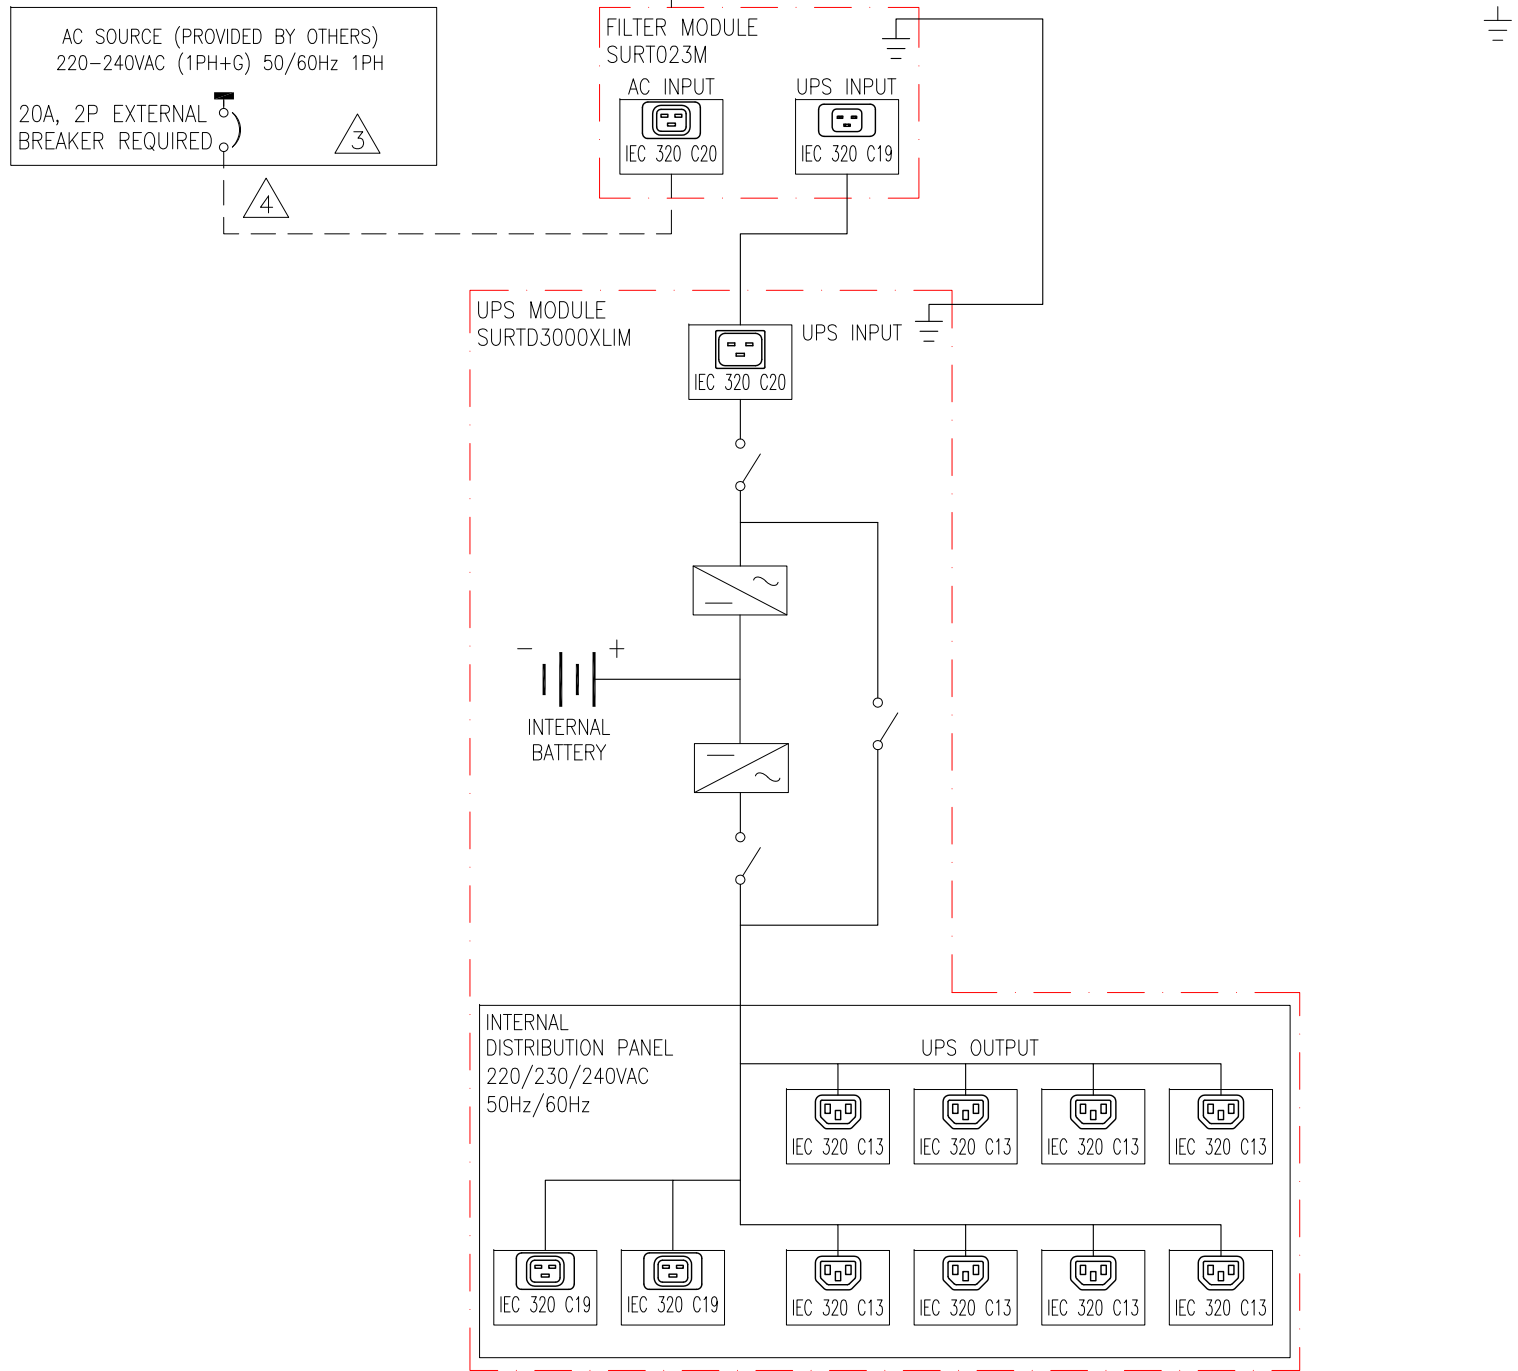 AC SOURCE (PROVIDED BY OTHERS)
220-240VAC (1PH+G) 50/60Hz 1PH
20A, 2P EXTERNAL
BREAKER REQUIRED
3
4
FILTER MODULE
SURT023M
AC INPUT
UPS INPUT
IEC 320 C20
IEC 320 C19
UPS MODULE
SURTD3000XLIM
UPS INPUT
IEC 320 C20
- +
INTERNAL
BATTERY
INTERNAL
DISTRIBUTION PANEL
220/230/240VAC
50Hz/60Hz
UPS OUTPUT
IEC 320 C13
IEC 320 C13
IEC 320 C13
IEC 320 C13
IEC 320 C19
IEC 320 C19
IEC 320 C13
IEC 320 C13
IEC 320 C13
IEC 320 C13